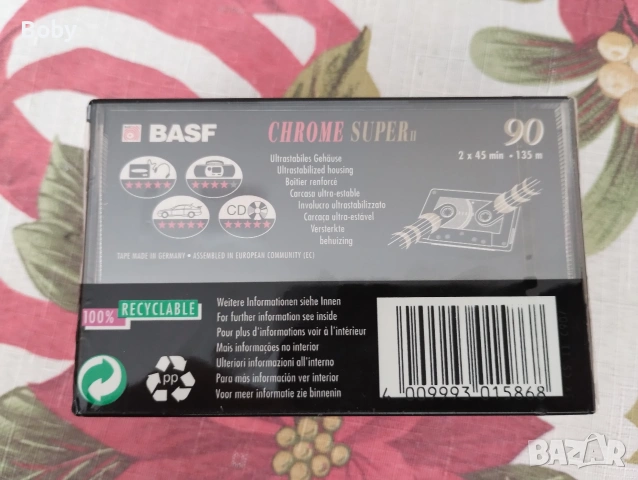 Boby
BASF
CHROME SUPER II
90
2 x 45 min • 135 m
Ultrastabiles Gehäuse
Ultrastabilized housing
Boîtier renforcé
Carcasa ultra-estable
Involucro ultrastabilizzato
Carcaça ultra-estável
Versterkte
behuizing
CD
TAPE MADE IN GERMANY • ASSEMBLED IN EUROPEAN COMMUNITY (EC)
100% RECYCLABLE
Weitere Informationen siehe Innen
For further information see inside
Pour plus d'informations voir à l'intérieur
Mais informações no interior
Ulteriori informazioni all'interno
Para más información ver interior
Voor meer informatie zie binnenin
PP
4 009993 015868
BAZAR